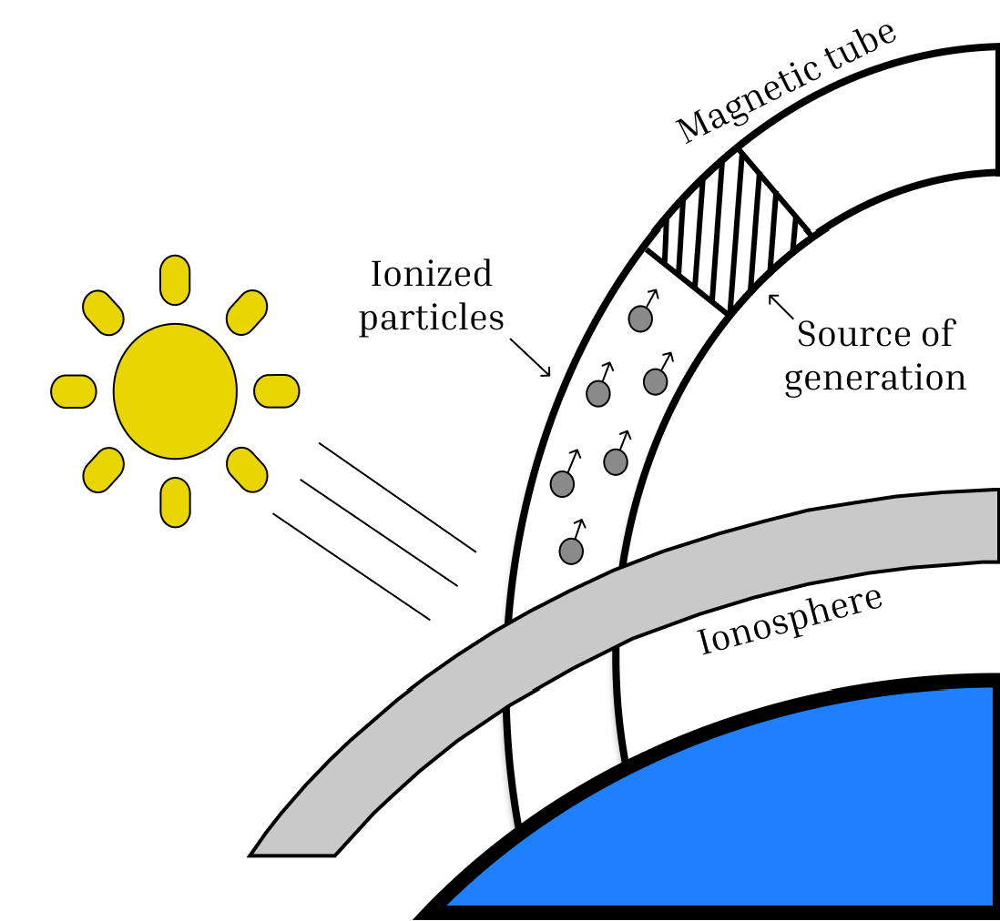 Magnetic tube
Ionized
particles
Source of
generation
Ionosphere